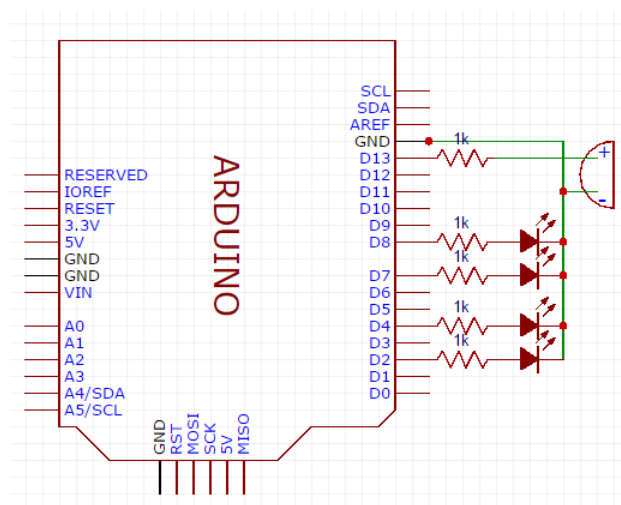 SCL
SDA
AREF
GND
D13
D12
D11
D10
D9
D8
D7
D6
D5
D4
D3
D2
D1
D0
1k
1k
1k
1k
1k
+
-
ARDUINO
RESERVED
IOREF
RESET
3.3V
5V
GND
GND
VIN
A0
A1
A2
A3
A4/SDA
A5/SCL
GND
RST
MOSI
SCK
5V
MISO